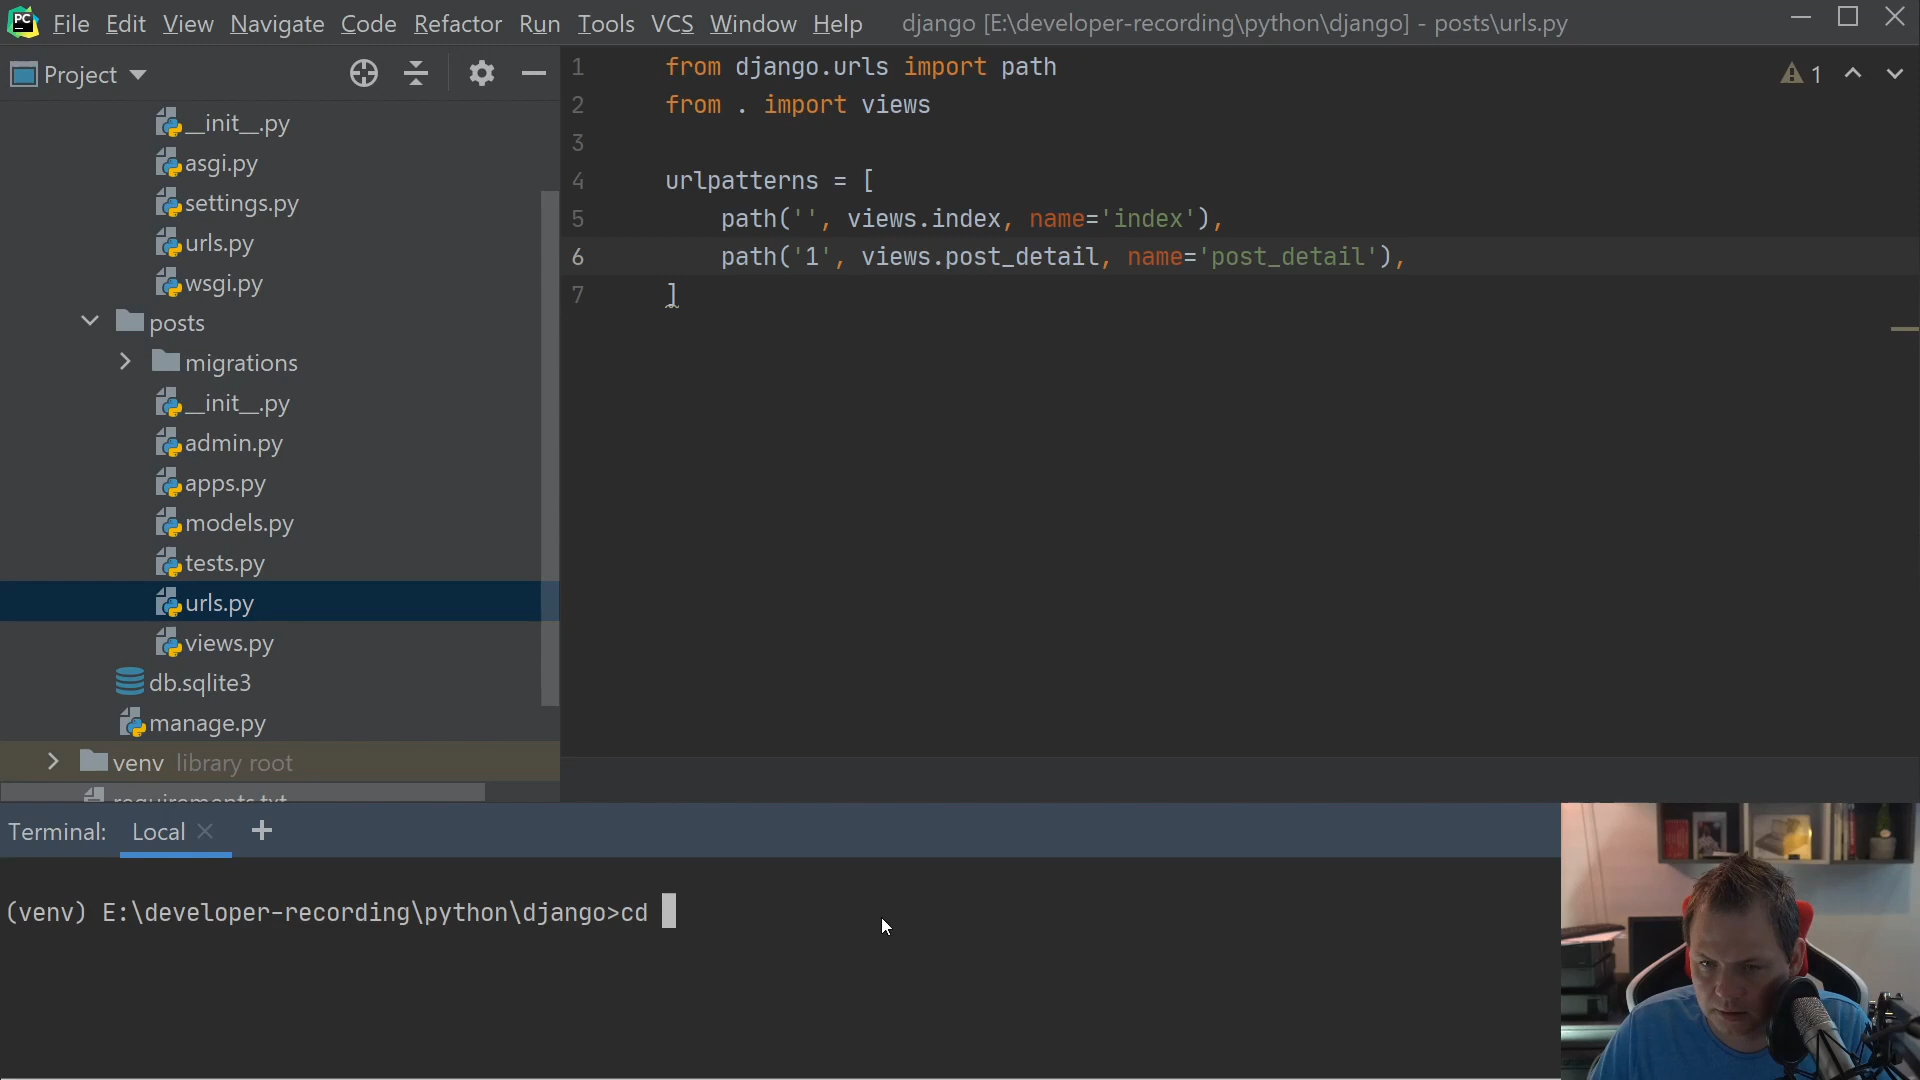 PC File Edit View Navigate Code Refactor Run Tools VCS Window Help django [E:\developer-recording\python\django] - posts\urls.py
Project
__init__.py
asgi.py
settings.py
urls.py
wsgi.py
posts
migrations
__init__.py
admin.py
apps.py
models.py
tests.py
urls.py
views.py
db.sqlite3
manage.py
venv library root
requirements.txt
1 from django.urls import path
2 from . import views
3
4 urlpatterns = [
5 path('', views.index, name='index'),
6 path('1', views.post_detail, name='post_detail'),
7 ]
1
Terminal: Local
(venv) E:\developer-recording\python\django>cd